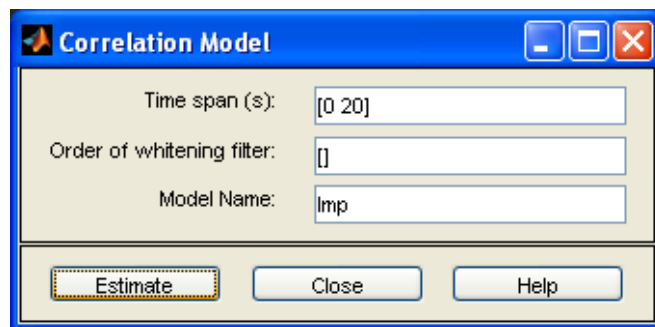 Correlation Model
Time span (s): [0 20]
Order of whitening filter: []
Model Name: Imp
Estimate Close Help